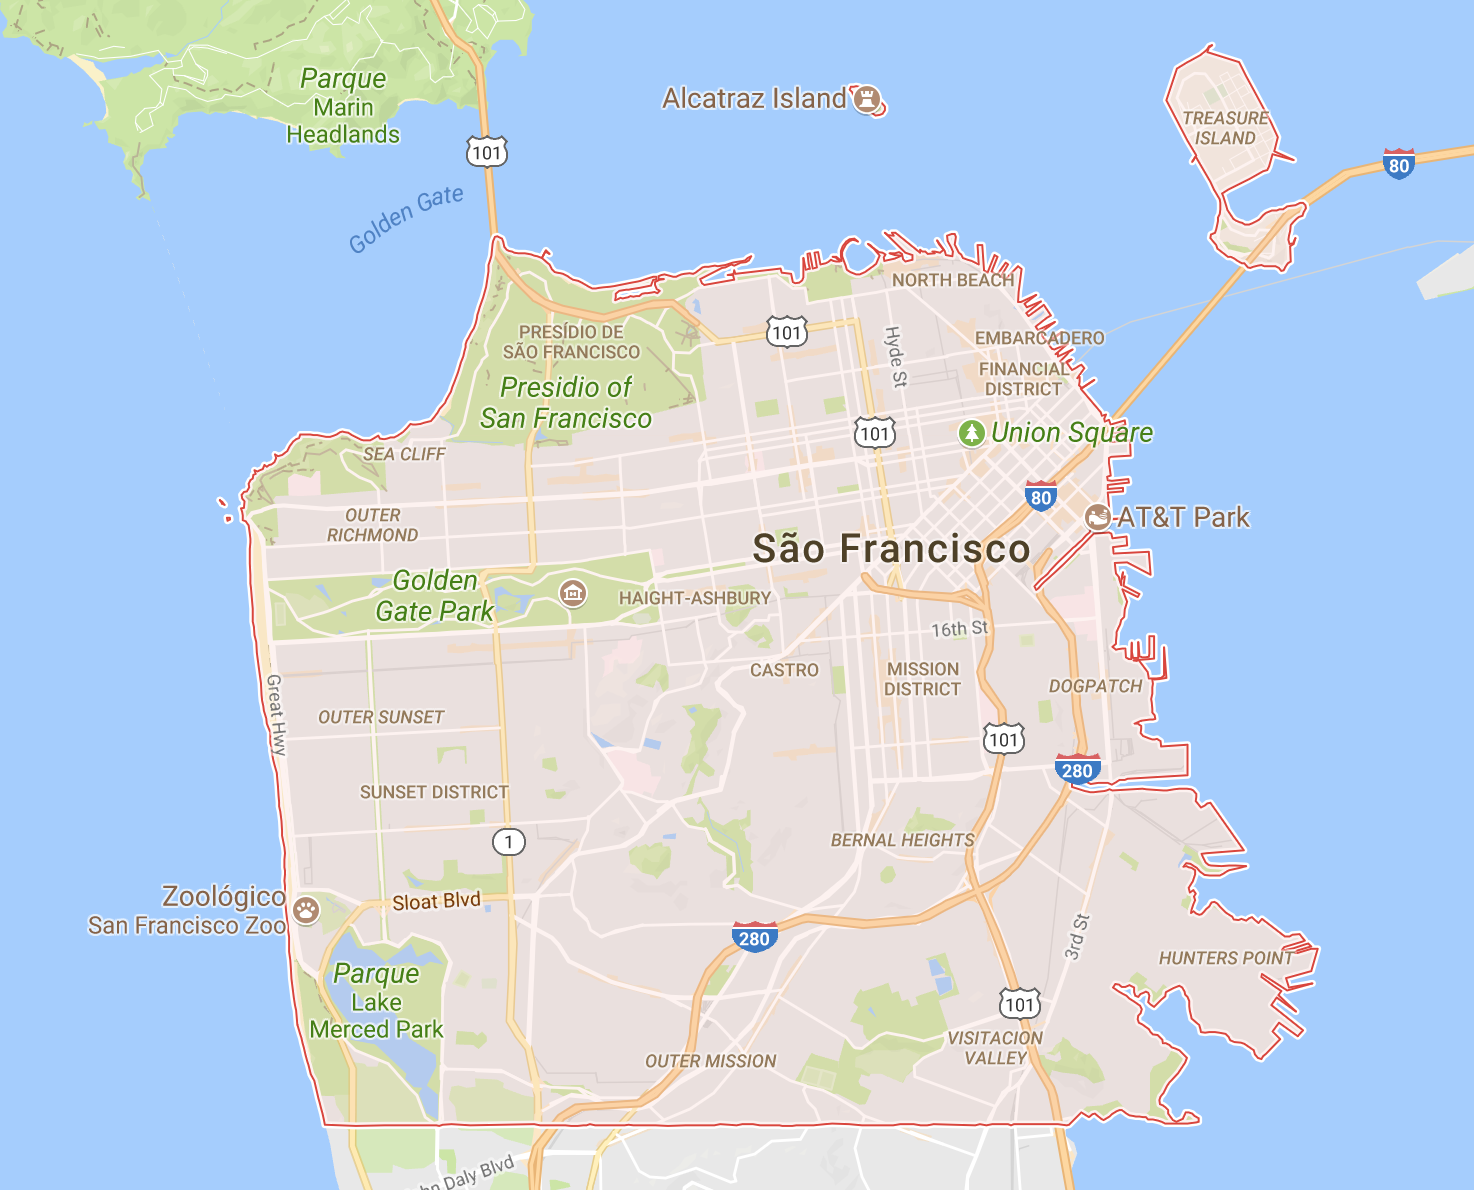 Parque
Marin
Headlands
Alcatraz Island
TREASURE
ISLAND
101
80
Golden Gate
NORTH BEACH
PRESÍDIO DE
SÃO FRANCISCO
101
Hyde St
EMBARCADERO
FINANCIAL
DISTRICT
Presidio of
San Francisco
101
Union Square
SEA CLIFF
80
OUTER
RICHMOND
AT&T Park
São Francisco
Golden
Gate Park
HAIGHT-ASHBURY
16th St
CASTRO
MISSION
DISTRICT
DOGPATCH
Great Hwy
OUTER SUNSET
101
280
SUNSET DISTRICT
1
BERNAL HEIGHTS
Zoológico
San Francisco Zoo
Sloat Blvd
280
3rd St
HUNTERS POINT
Parque
Lake
Merced Park
101
VISITACION
VALLEY
OUTER MISSION
Daly Blvd